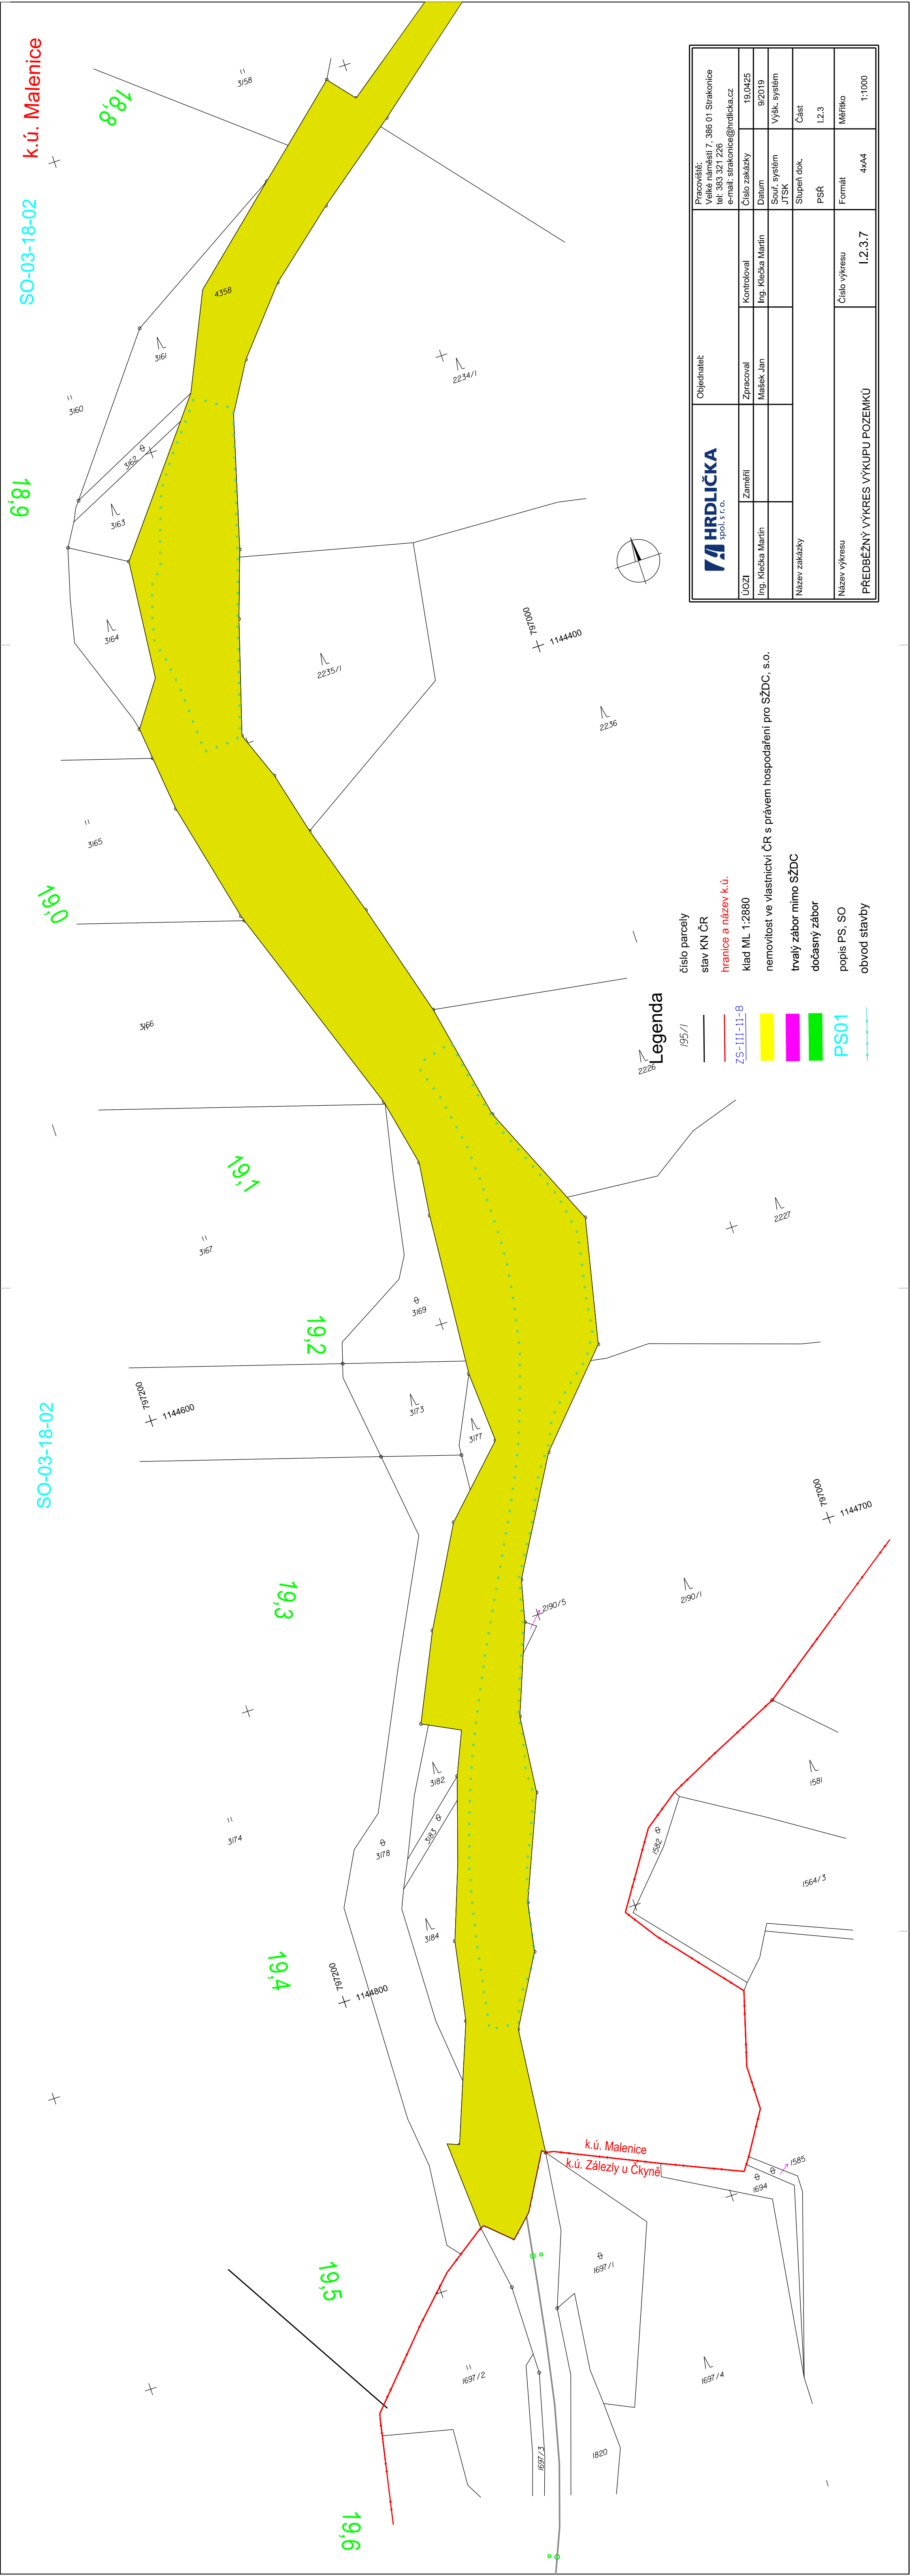 k.ú. Malenice
SO-03-18-02
18,8
18,9
19,0
19,1
19,2
19,3
19,4
19,5
19,6
SO-03-18-02
3158
4358
3160
3161
3162
3163
3164
2234/1
2235/1
2236
797000
1144400
3165
3166
2226
3167
3169
2227
797200
1144600
3173
3177
797000
1144700
2190/5
2190/1
3174
3178
3182
3183
3184
1581
1582
1564/3
797200
1144800
k.ú. Malenice
k.ú. Zálezly u Čkyně
1585
1694
1697/1
1697/2
1697/3
1697/4
1820
Legenda
195/1 číslo parcely
stav KN ČR
hranice a název k.ú.
ZS-III-11-8 klad ML 1:2880
nemovitost ve vlastnictví ČR s právem hospodaření pro SŽDC, s.o.
trvalý zábor mimo SŽDC
dočasný zábor
PS01 popis PS, SO
obvod stavby
HRDLIČKA
spol. s r.o.
Objednatel:
Pracoviště:
Velké náměstí 7, 386 01 Strakonice
tel: 383 321 226
e-mail: strakonice@hrdlicka.cz
ÚOZI Zaměřil Zpracoval Kontroloval Číslo zakázky 19.0425
Ing. Klečka Martin Mašek Jan Ing. Klečka Martin Datum 9/2019
Souř. systém Výšk. systém
JTSK
Název zakázky Stupeň dok. Část
PSŘ I.2.3
Název výkresu Číslo výkresu Formát Měřítko
PŘEDBĚŽNÝ VÝKRES VÝKUPU POZEMKŮ I.2.3.7 4xA4 1:1000